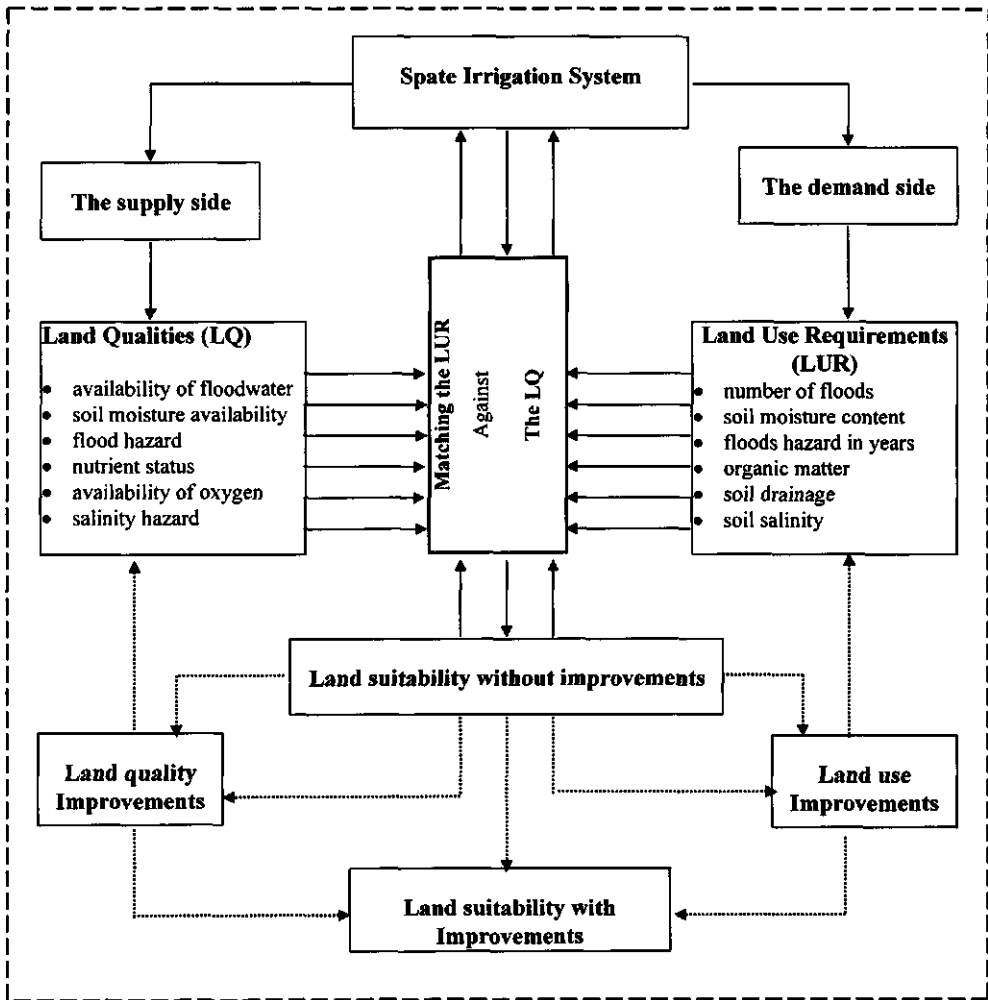 Spate Irrigation System
The supply side
The demand side
Land Qualities (LQ)
• availability of floodwater
• soil moisture availability
• flood hazard
• nutrient status
• availability of oxygen
• salinity hazard
Matching the LUR
Against
The LQ
Land Use Requirements
(LUR)
• number of floods
• soil moisture content
• floods hazard in years
• organic matter
• soil drainage
• soil salinity
Land suitability without improvements
Land quality
Improvements
Land use
Improvements
Land suitability with
Improvements